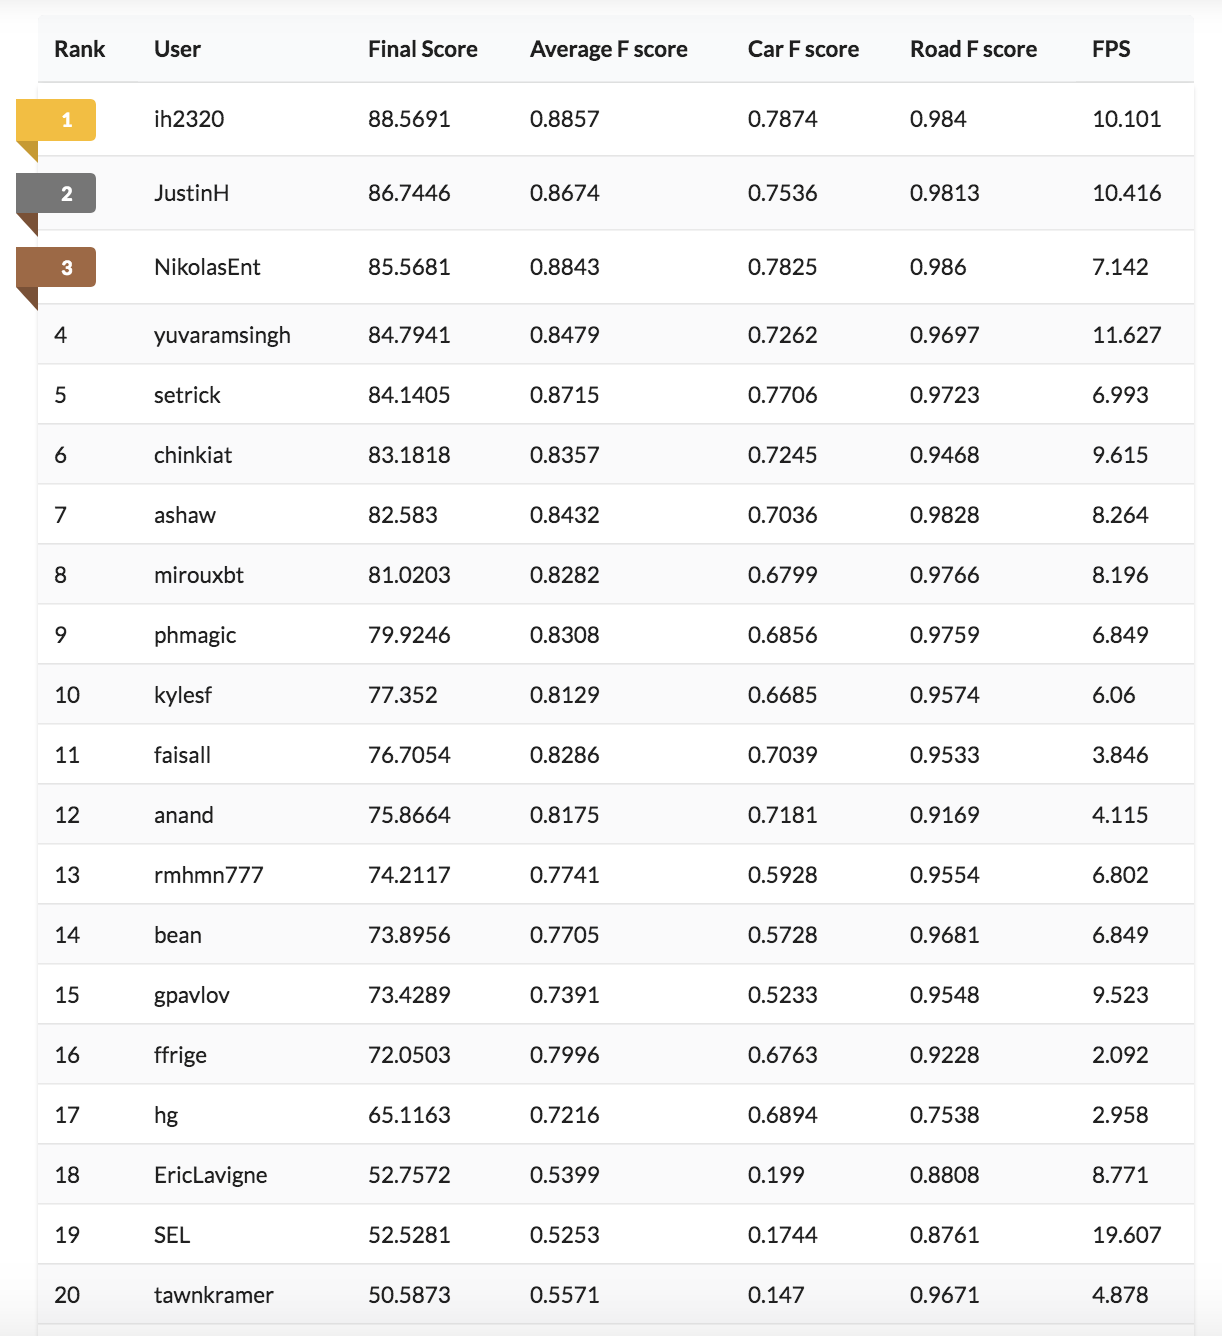 Rank User Final Score Average F score Car F score Road F score FPS
1 ih2320 88.5691 0.8857 0.7874 0.984 10.101
2 JustinH 86.7446 0.8674 0.7536 0.9813 10.416
3 NikolasEnt 85.5681 0.8843 0.7825 0.986 7.142
4 yuvaramsingh 84.7941 0.8479 0.7262 0.9697 11.627
5 setrick 84.1405 0.8715 0.7706 0.9723 6.993
6 chinkiat 83.1818 0.8357 0.7245 0.9468 9.615
7 ashaw 82.583 0.8432 0.7036 0.9828 8.264
8 mirouxbt 81.0203 0.8282 0.6799 0.9766 8.196
9 phmagic 79.9246 0.8308 0.6856 0.9759 6.849
10 kylesf 77.352 0.8129 0.6685 0.9574 6.06
11 faisall 76.7054 0.8286 0.7039 0.9533 3.846
12 anand 75.8664 0.8175 0.7181 0.9169 4.115
13 rmhmn777 74.2117 0.7741 0.5928 0.9554 6.802
14 bean 73.8956 0.7705 0.5728 0.9681 6.849
15 gpavlov 73.4289 0.7391 0.5233 0.9548 9.523
16 ffrige 72.0503 0.7996 0.6763 0.9228 2.092
17 hg 65.1163 0.7216 0.6894 0.7538 2.958
18 EricLavigne 52.7572 0.5399 0.199 0.8808 8.771
19 SEL 52.5281 0.5253 0.1744 0.8761 19.607
20 tawnkramer 50.5873 0.5571 0.147 0.9671 4.878